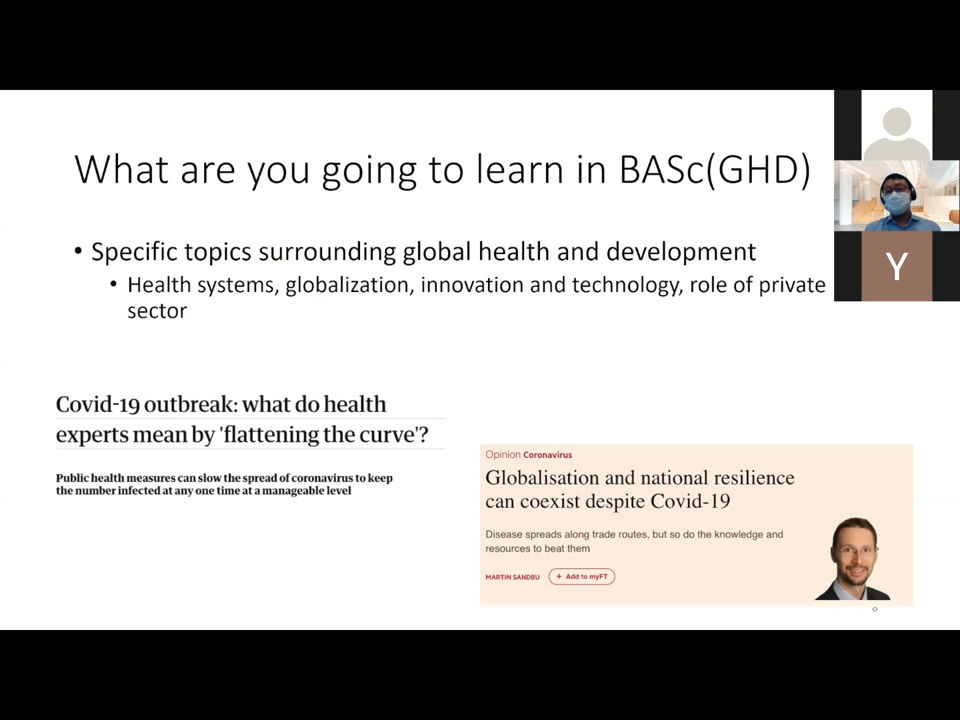 What are you going to learn in BASc(GHD)
• Specific topics surrounding global health and development
• Health systems, globalization, innovation and technology, role of private
sector
Covid-19 outbreak: what do health
experts mean by 'flattening the curve'?
Public health measures can slow the spread of coronavirus to keep
the number infected at any one time at a manageable level
Opinion Coronavirus
Globalisation and national resilience
can coexist despite Covid-19
Disease spreads along trade routes, but so do the knowledge and
resources to beat them
MARTIN SANDBU
+ Add to myFT
Y